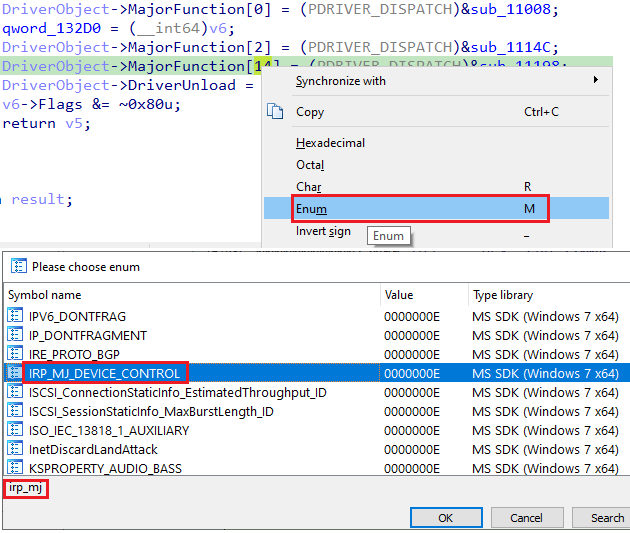 DriverObject->MajorFunction[0] = (PDRIVER_DISPATCH)&sub_11008;
qword_132D0 = (__int64)v6;
DriverObject->MajorFunction[2] = (PDRIVER_DISPATCH)&sub_1114C;
DriverObject->MajorFunction[14] = (PDRIVER_DISPATCH)&sub_11198;
DriverObject->DriverUnload =
v6->Flags &= ~0x80u;
return v5;
result;
Synchronize with
Copy Ctrl+C
Hexadecimal
Octal
Char R
Enum M
Invert sign _
Enum
Please choose enum
Symbol name Value Type library
IPV6_DONTFRAG 0000000E MS SDK (Windows 7 x64)
IP_DONTFRAGMENT 0000000E MS SDK (Windows 7 x64)
IRE_PROTO_BGP 0000000E MS SDK (Windows 7 x64)
IRP_MJ_DEVICE_CONTROL 0000000E MS SDK (Windows 7 x64)
ISCSI_ConnectionStaticInfo_EstimatedThroughput_ID 0000000E MS SDK (Windows 7 x64)
ISCSI_SessionStaticInfo_MaxBurstLength_ID 0000000E MS SDK (Windows 7 x64)
ISO_IEC_13818_1_AUXILIARY 0000000E MS SDK (Windows 7 x64)
InetDiscardLandAttack 0000000E MS SDK (Windows 7 x64)
KSPROPERTY_AUDIO_BASS 0000000E MS SDK (Windows 7 x64)
irp_mj
OK Cancel Search